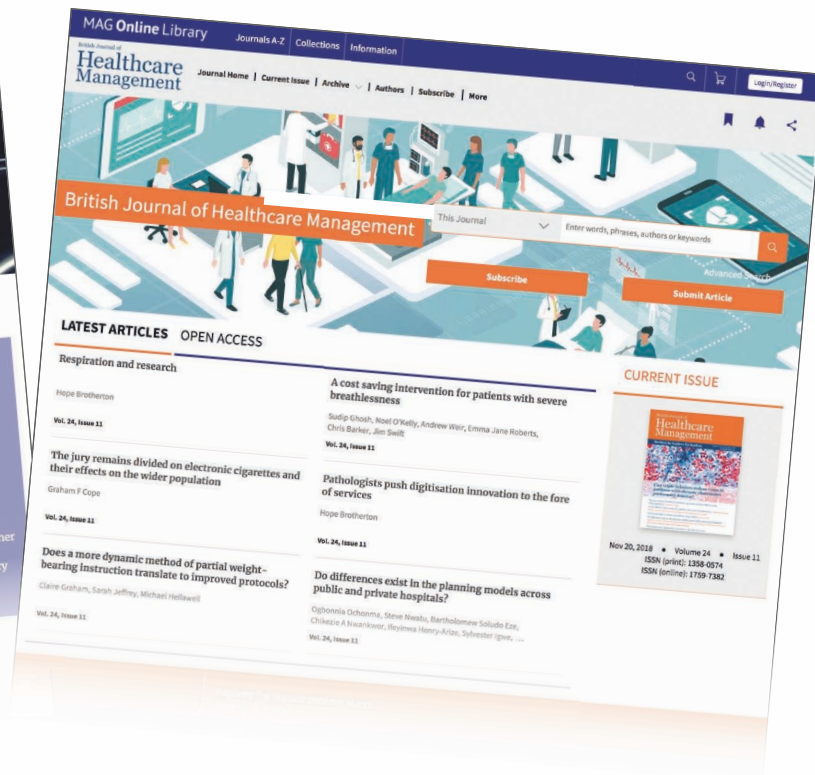 MAG Online Library
Journals A-Z
Collections
Information
Login/Register
British Journal of
Healthcare
Management
Journal Home | Current Issue | Archive | Authors | Subscribe | More
British Journal of Healthcare Management
This Journal
Enter words, phrases, authors or keywords
Advanced Search
Subscribe
Submit Article
LATEST ARTICLES
OPEN ACCESS
Respiration and research
Hope Brotherton
Vol. 24, Issue 11
A cost saving intervention for patients with severe
breathlessness
Sudip Ghosh, Noel O'Kelly, Andrew Weir, Emma Jane Roberts,
Chris Barker, Jim Swift
Vol. 24, Issue 11
The jury remains divided on electronic cigarettes and
their effects on the wider population
Graham F Cope
Vol. 24, Issue 11
Pathologists push digitisation innovation to the fore
of services
Hope Brotherton
Vol. 24, Issue 11
Does a more dynamic method of partial weight-
bearing instruction translate to improved protocols?
Claire Graham, Sarah Jeffrey, Michael Hellawell
Vol. 24, Issue 11
Do differences exist in the planning models across
public and private hospitals?
Ogbonnia Ochonma, Steve Nwatu, Bartholomew Soludo Eze,
Chikezie A Nwankwor, Ifeyinwa Henry-Arize, Sylvester Igwe, ...
Vol. 24, Issue 11
CURRENT ISSUE
Healthcare
Management
Nov 20, 2018 • Volume 24 • Issue 11
ISSN (print): 1358-0574
ISSN (online): 1759-7382